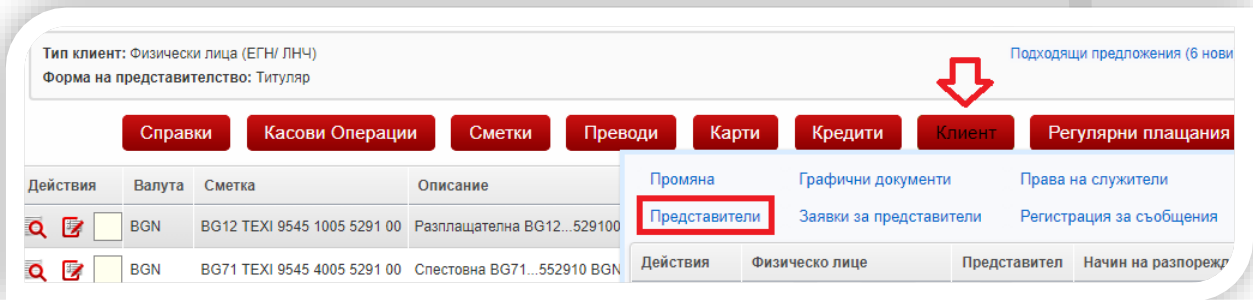 Тип клиент: Физически лица (ЕГН/ ЛНЧ)
Подходящи предложения (6 нови
Форма на представителство: Титуляр
Справки Касови Операции Сметки Преводи Карти Кредити Клиент Регулярни плащания
Действия Валута Сметка Описание
BGN BG12 TEXI 9545 1005 5291 00 Разплащателна BG12...529100
BGN BG71 TEXI 9545 4005 5291 00 Спестовна BG71...552910 BGN
Промяна Графични документи Права на служители
Представители Заявки за представители Регистрация за съобщения
Действия Физическо лице Представител Начин на разпорежд